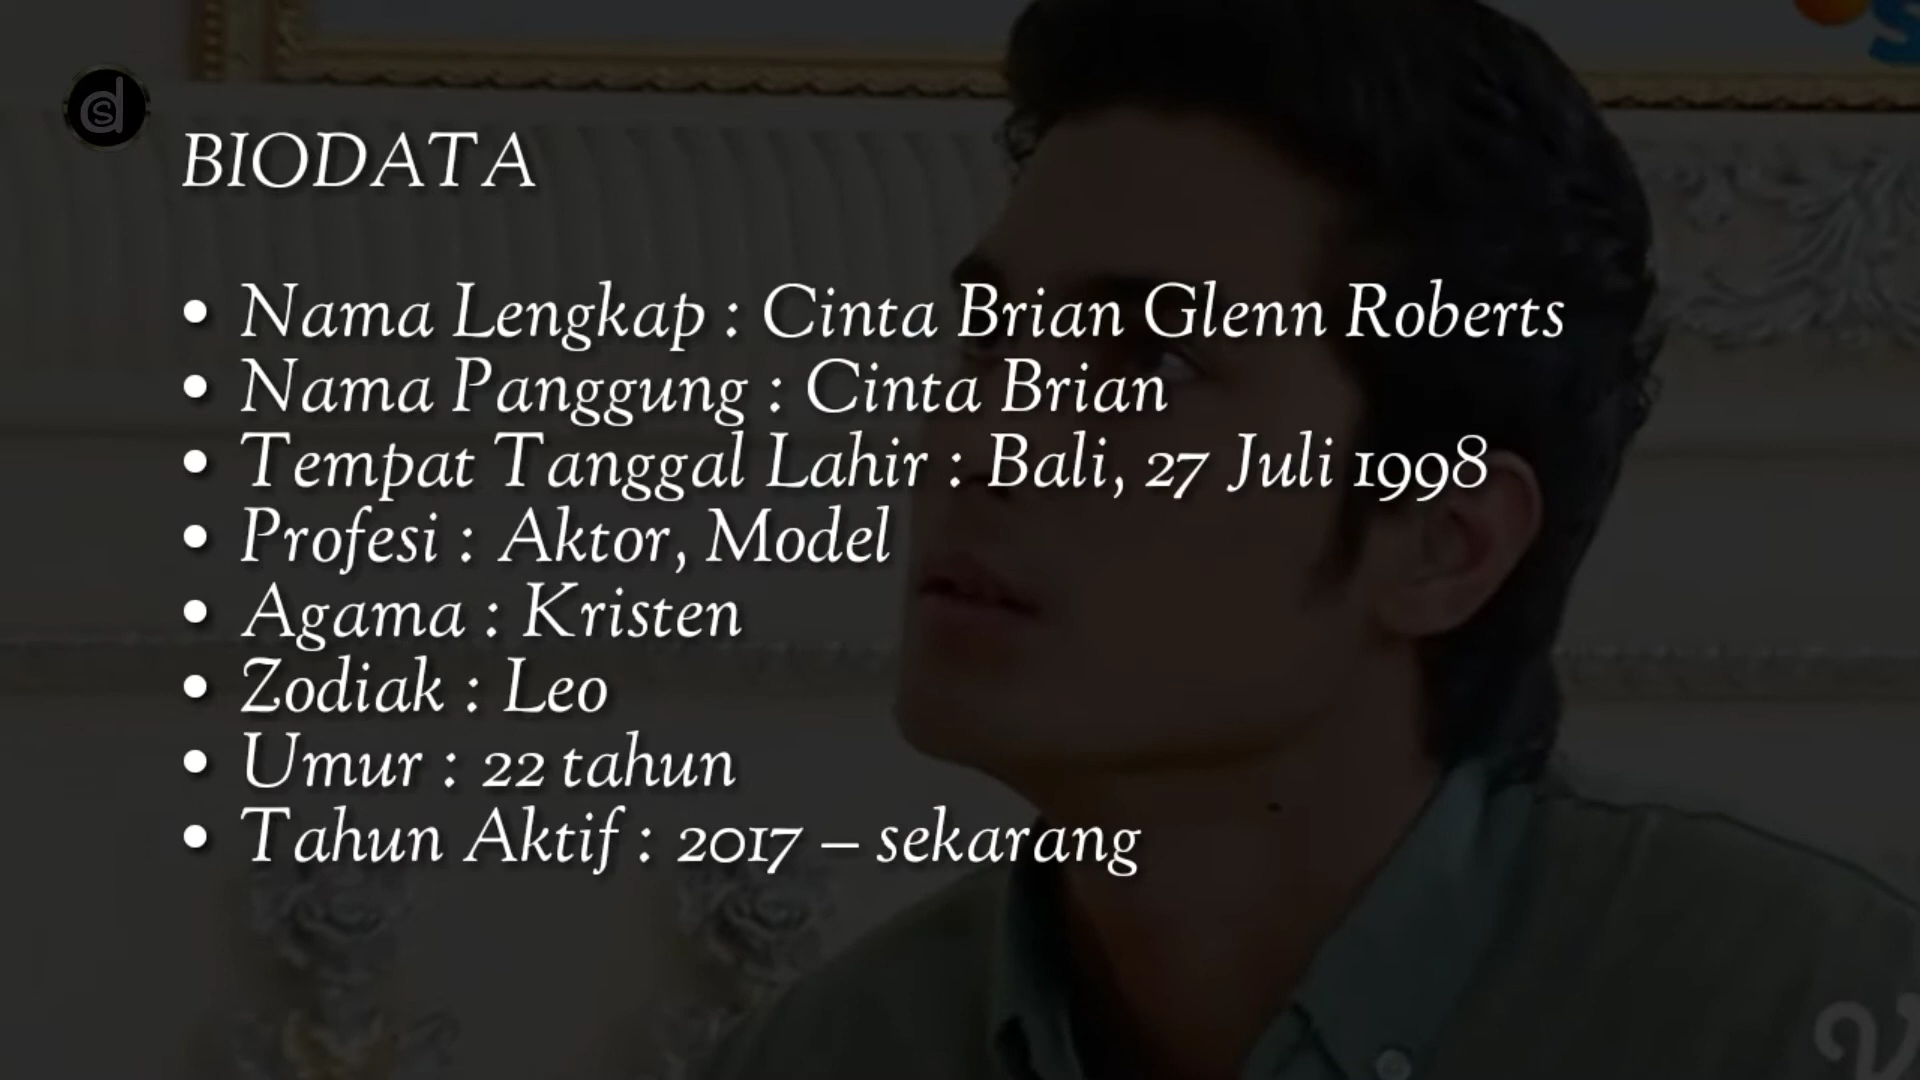 BIODATA
• Nama Lengkap : Cinta Brian Glenn Roberts
• Nama Panggung : Cinta Brian
• Tempat Tanggal Lahir : Bali, 27 Juli 1998
• Profesi : Aktor, Model
• Agama : Kristen
• Zodiak : Leo
• Umur : 22 tahun
• Tahun Aktif : 2017 – sekarang